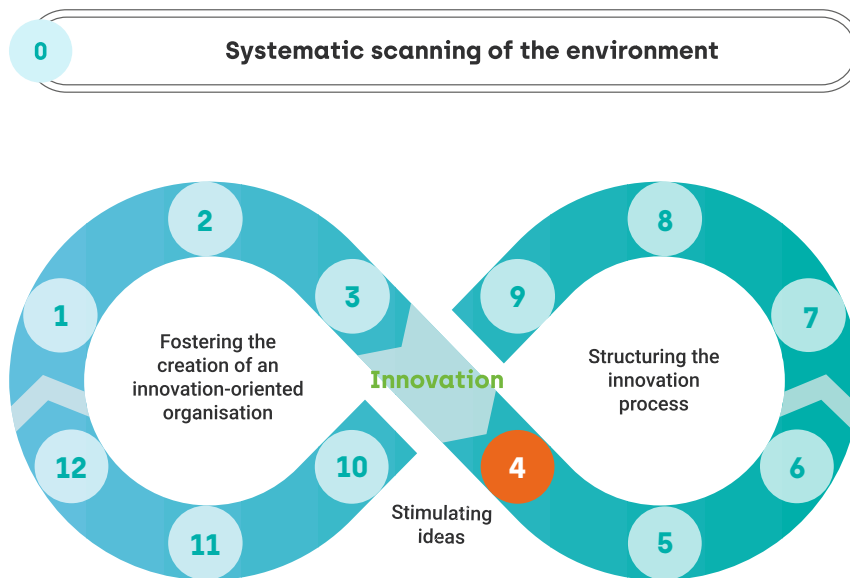 0
Systematic scanning of the environment
2
8
3
9
1
7
Fostering the
creation of an
innovation-oriented
organisation
Innovation
Structuring the
innovation
process
12
10
4
6
Stimulating
ideas
11
5